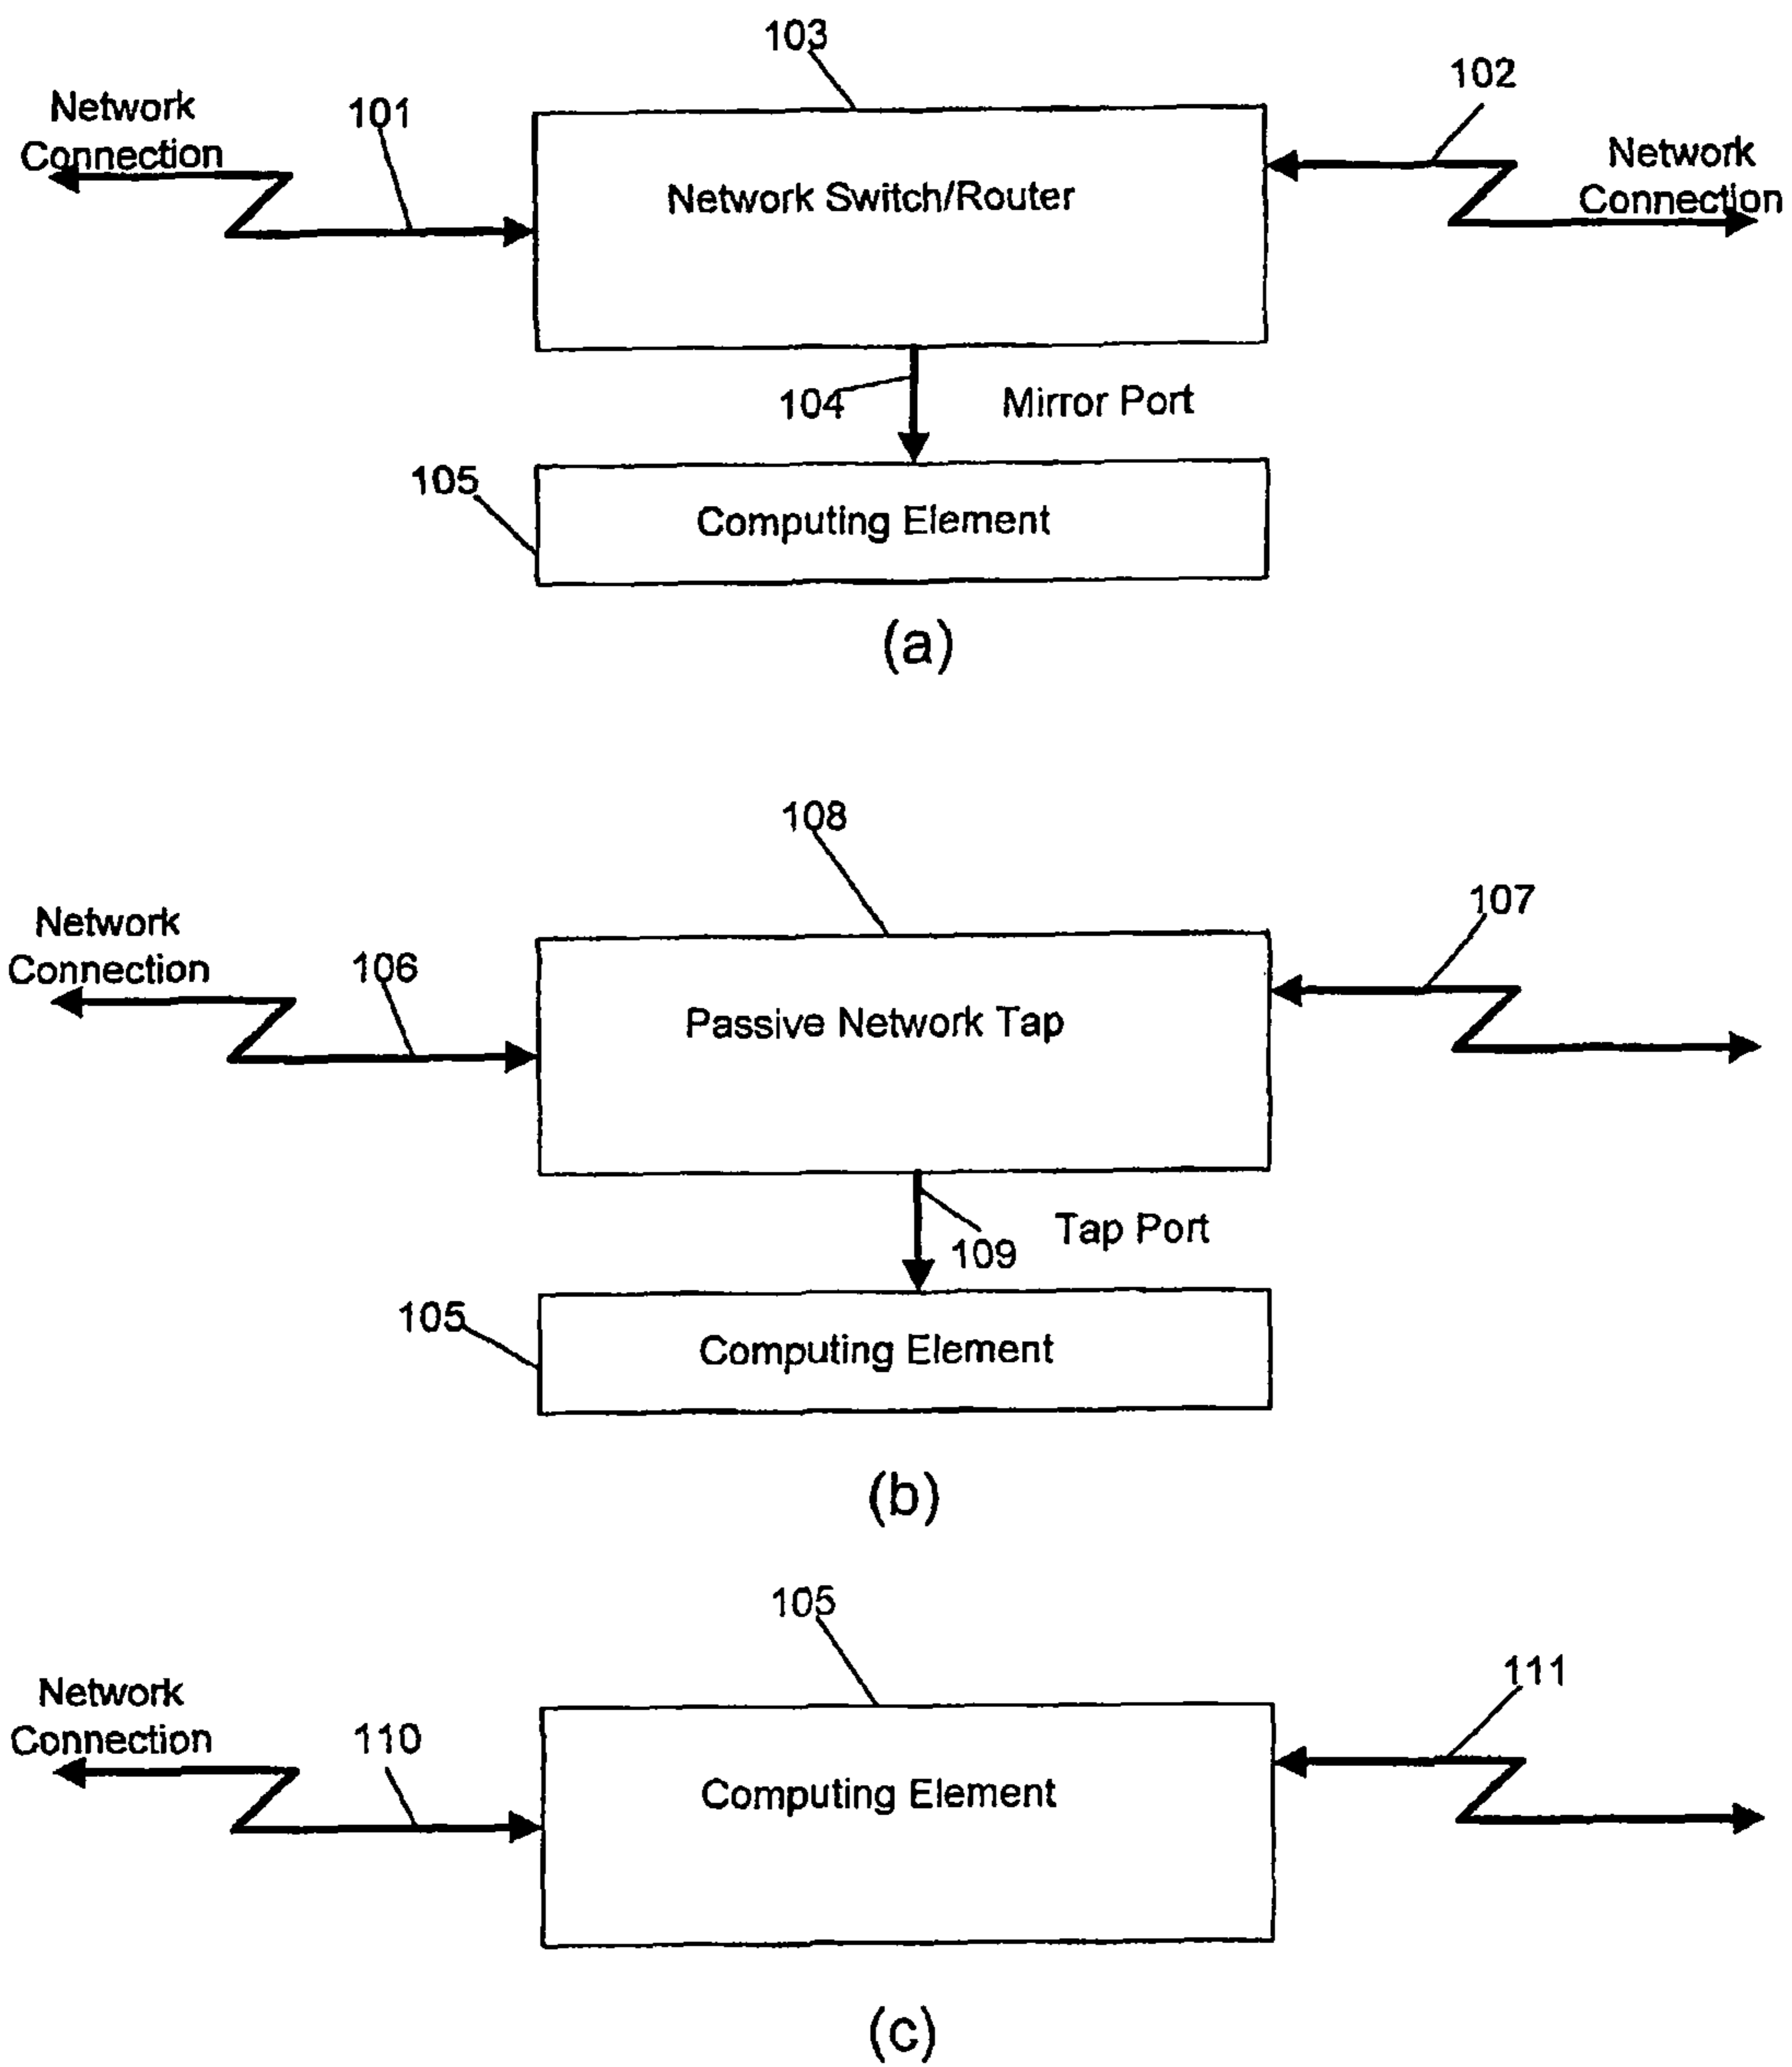 103
102
Network
Connection
101
Network Switch/Router
Network
Connection
104
Mirror Port
105
Computing Element
(a)
108
107
Network
Connection
106
Passive Network Tap
109
Tap Port
105
Computing Element
(b)
105
111
Network
Connection
110
Computing Element
(c)